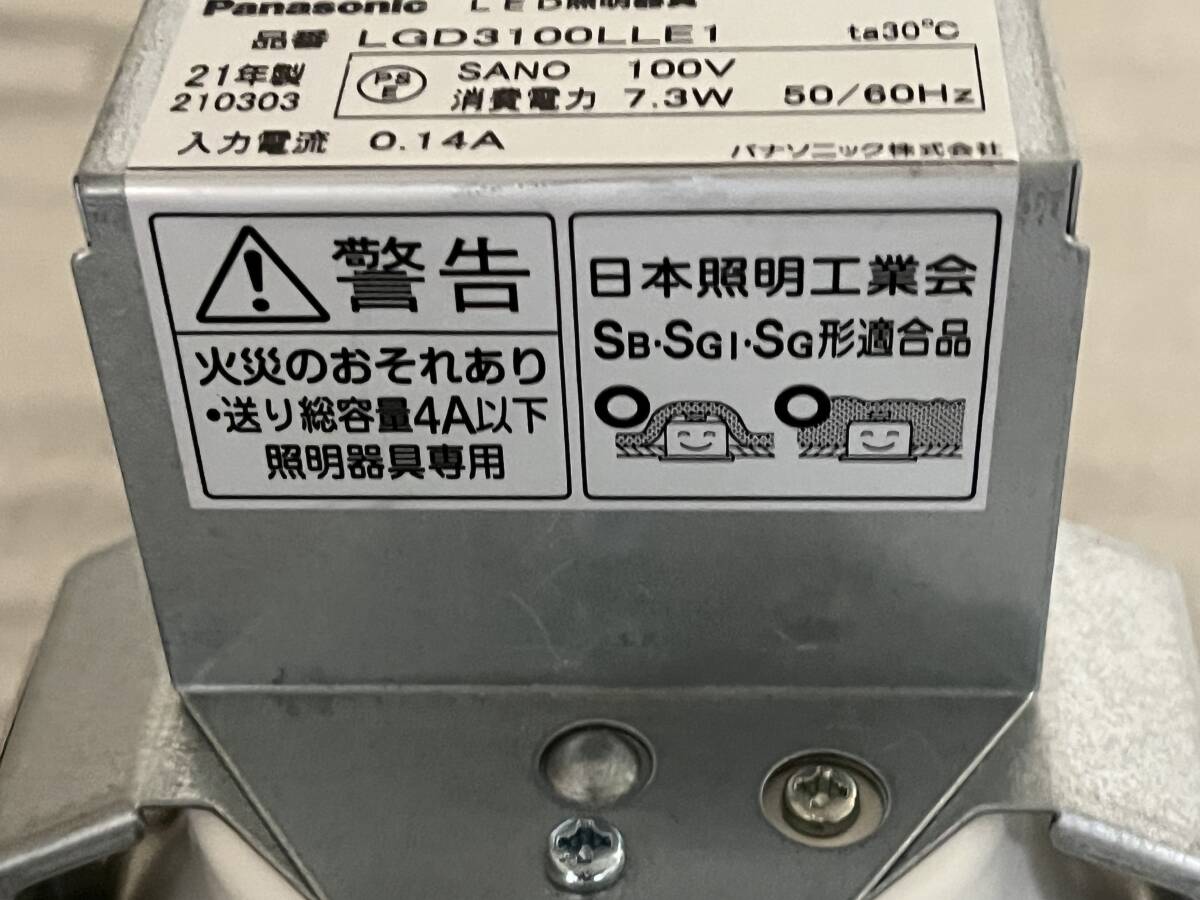 Panasonic LED照明器具
品番 LGD3100LLE1 ta30℃
21年製
210303
PS
E
SANO 100V
消費電力 7.3W 50/60Hz
入力電流 0.14A
パナソニック株式会社
警告
火災のおそれあり
・送り総容量4A以下
照明器具専用
日本照明工業会
SB・SGI・SG形適合品